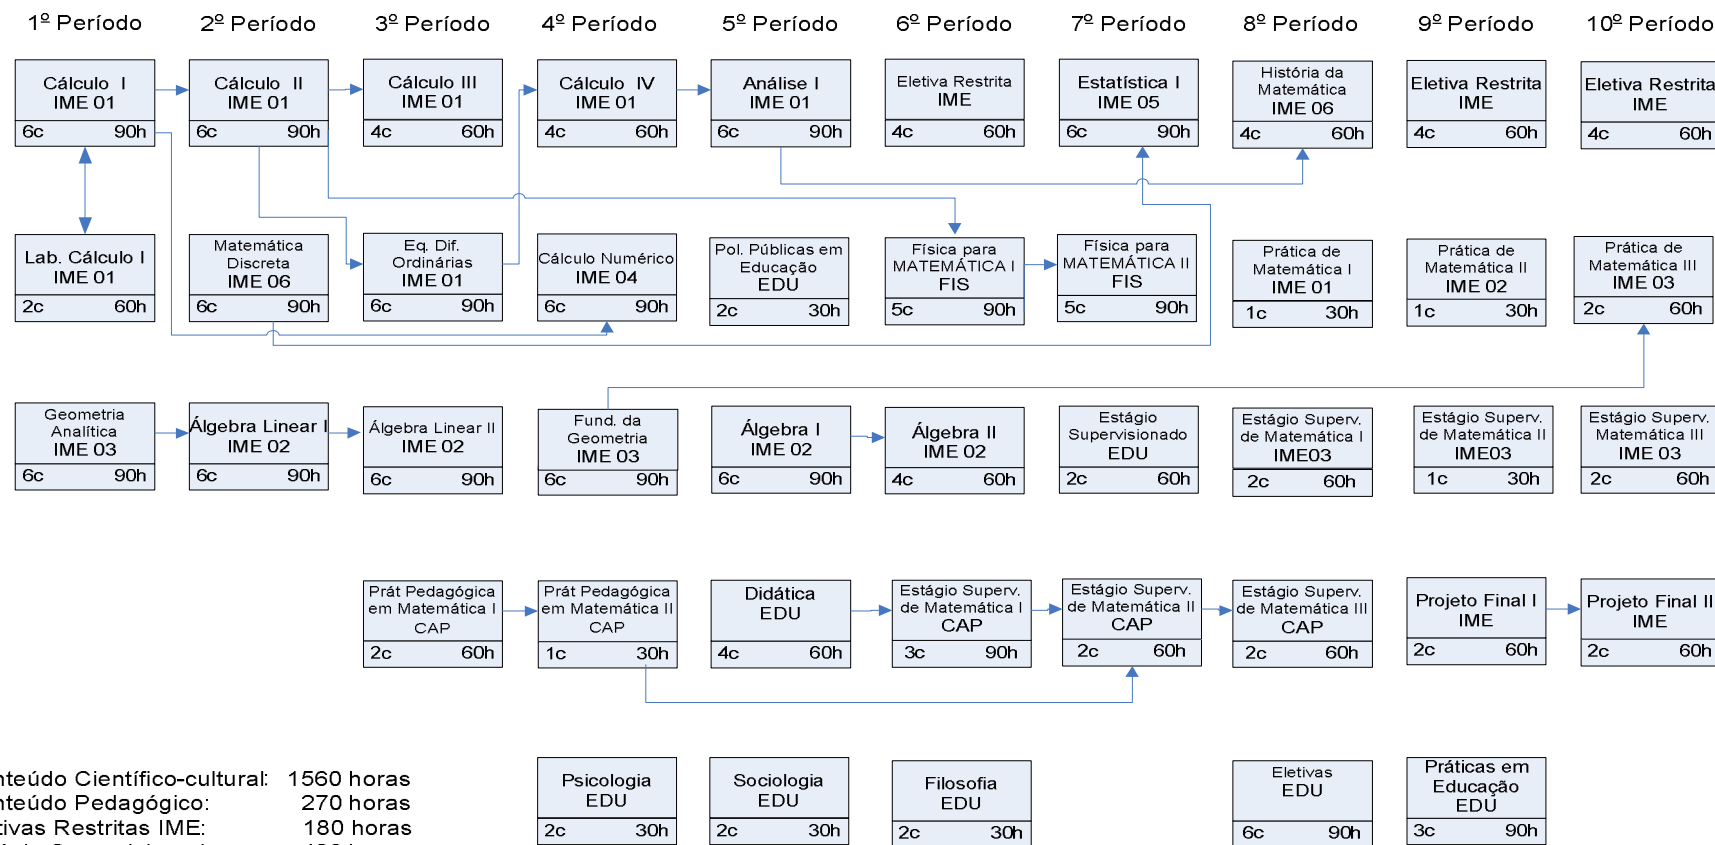 1º Período
2º Período
3º Período
4º Período
5º Período
6º Período
7º Período
8º Período
9º Período
10º Período
Cálculo I
IME 01
6c 90h
Cálculo II
IME 01
6c 90h
Cálculo III
IME 01
4c 60h
Cálculo IV
IME 01
4c 60h
Análise I
IME 01
6c 90h
Eletiva Restrita
IME
4c 60h
Estatística I
IME 05
6c 90h
História da
Matemática
IME 06
4c 60h
Eletiva Restrita
IME
4c 60h
Eletiva Restrita
IME
4c 60h
Lab. Cálculo I
IME 01
2c 60h
Matemática
Discreta
IME 06
6c 90h
Eq. Dif.
Ordinárias
IME 01
6c 90h
Cálculo Numérico
IME 04
6c 90h
Pol. Públicas em
Educação
EDU
2c 30h
Física para
MATEMÁTICA I
FIS
5c 90h
Física para
MATEMÁTICA II
FIS
5c 90h
Prática de
Matemática I
IME 01
1c 30h
Prática de
Matemática II
IME 02
1c 30h
Prática de
Matemática III
IME 03
2c 60h
Geometria
Analítica
IME 03
6c 90h
Álgebra Linear I
IME 02
6c 90h
Álgebra Linear II
IME 02
6c 90h
Fund. da
Geometria
IME 03
6c 90h
Álgebra I
IME 02
6c 90h
Álgebra II
IME 02
4c 60h
Estágio
Supervisionado
EDU
2c 60h
Estágio Superv.
de Matemática I
IME03
2c 60h
Estágio Superv.
de Matemática II
IME03
1c 30h
Estágio Superv.
Matemática III
IME 03
2c 60h
Prát Pedagógica
em Matemática I
CAP
2c 60h
Prát Pedagógica
em Matemática II
CAP
1c 30h
Didática
EDU
4c 60h
Estágio Superv.
de Matemática I
CAP
3c 90h
Estágio Superv.
de Matemática II
CAP
2c 60h
Estágio Superv.
de Matemática III
CAP
2c 60h
Projeto Final I
IME
2c 60h
Projeto Final II
IME
2c 60h
Psicologia
EDU
2c 30h
Sociologia
EDU
2c 30h
Filosofia
EDU
2c 30h
Eletivas
EDU
6c 90h
Práticas em
Educação
EDU
3c 90h
nteúdo Científico-cultural: 1560 horas
nteúdo Pedagógico: 270 horas
tivas Restritas IME: 180 horas